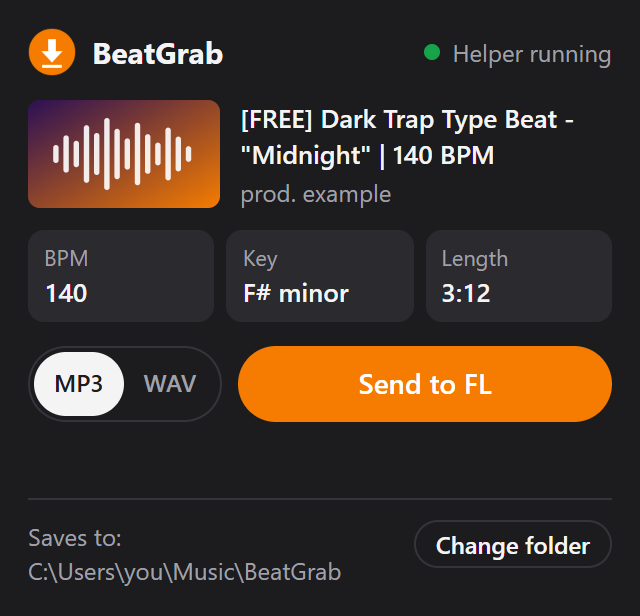 BeatGrab
Helper running
[FREE] Dark Trap Type Beat -
"Midnight" | 140 BPM
prod. example
BPM
140
Key
F# minor
Length
3:12
MP3
WAV
Send to FL
Saves to:
C:\Users\you\Music\BeatGrab
Change folder